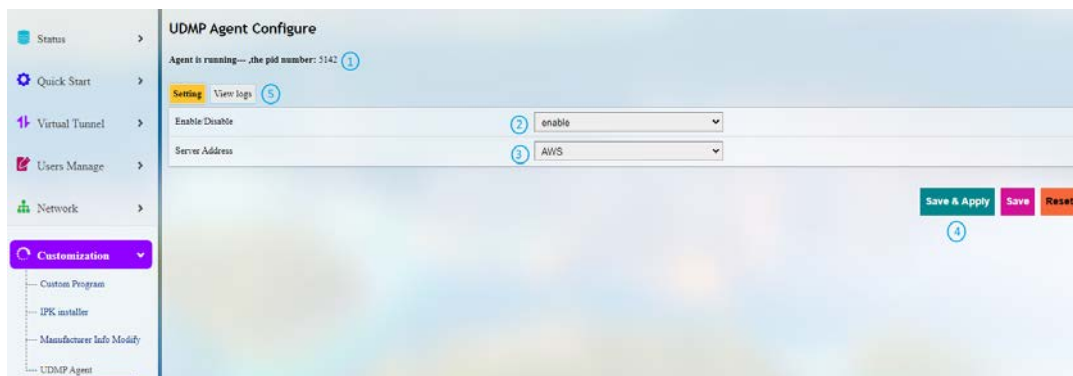 UDMP Agent Configure
Status
Agent is running--- ,the pid number: 5142 1
Quick Start
Setting View logs 5
Virtual Tunnel
Enable/Disable 2 enable
Server Address 3 AWS
Users Manage
Network
Save & Apply Save Reset
4
Customization
Custom Program
IPK installer
Manufacturer Info Modify
UDMP Agent